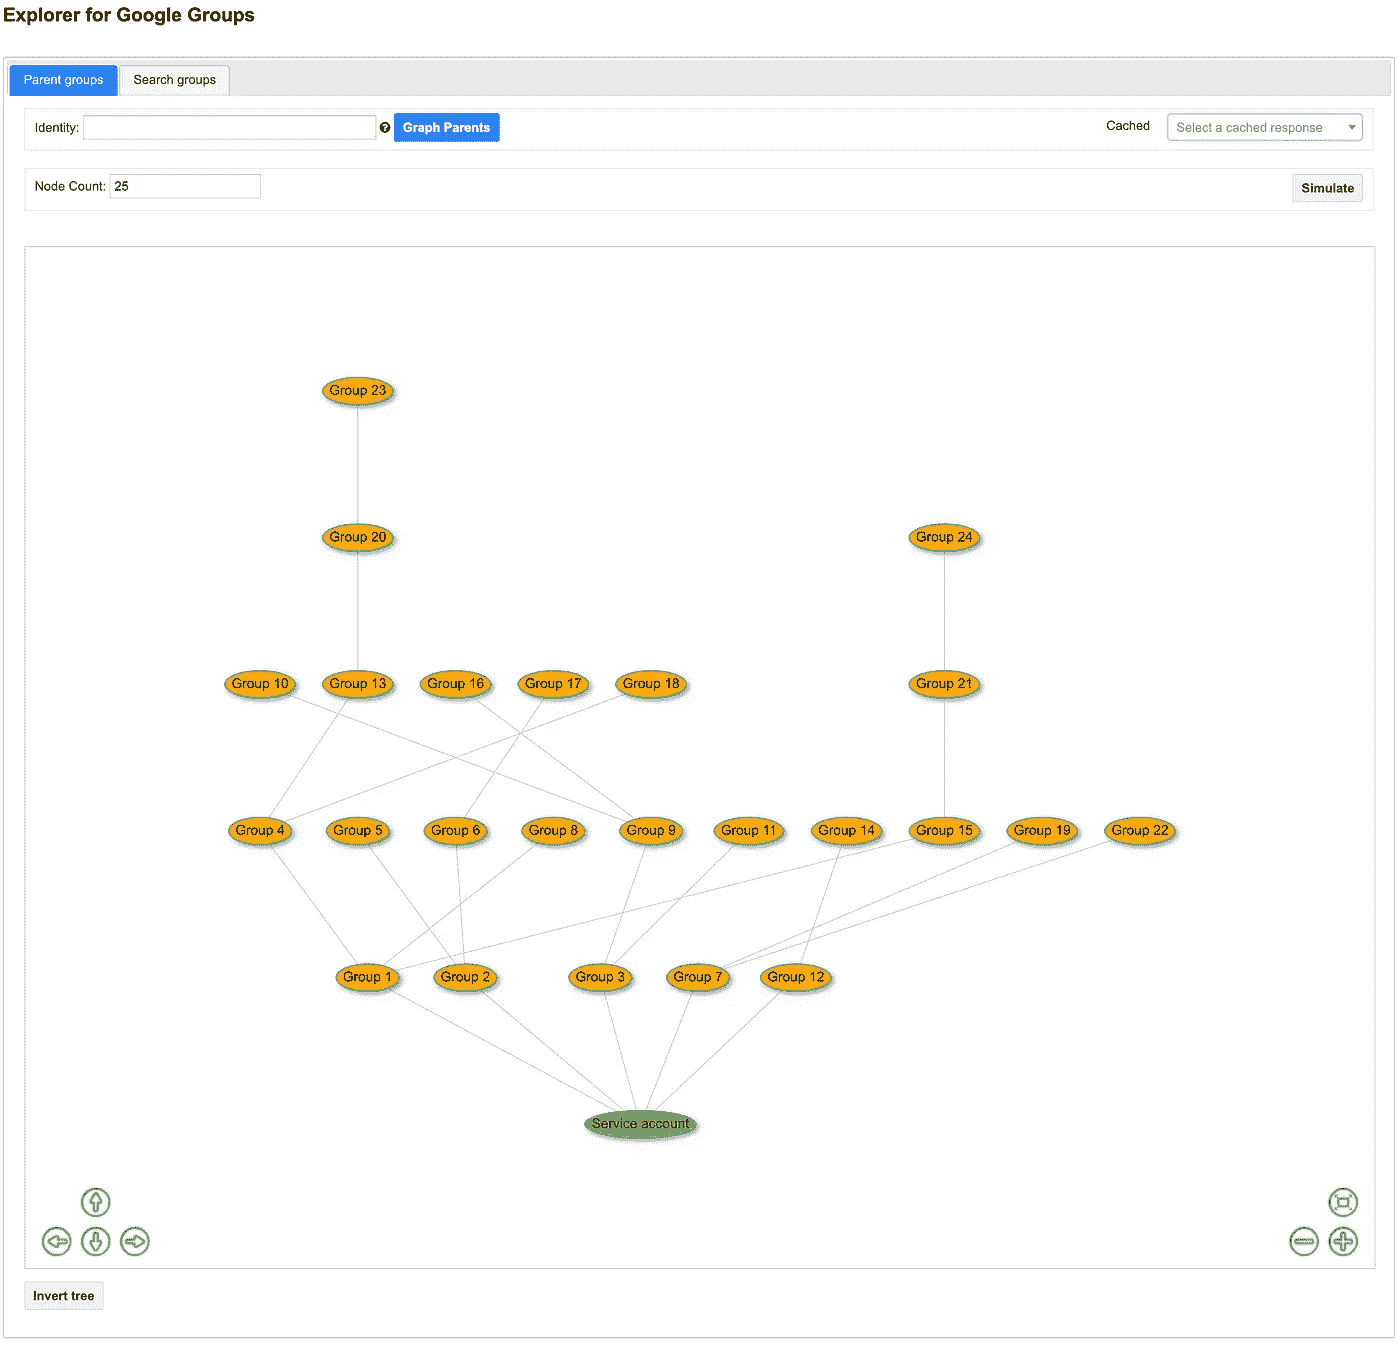 Explorer for Google Groups
Parent groups Search groups
Identity: Graph Parents Cached Select a cached response
Node Count: 25 Simulate
Group 23
Group 20 Group 24
Group 10 Group 13 Group 16 Group 17 Group 18 Group 21
Group 4 Group 5 Group 6 Group 8 Group 9 Group 11 Group 14 Group 15 Group 19 Group 22
Group 1 Group 2 Group 3 Group 7 Group 12
Service account
Invert tree